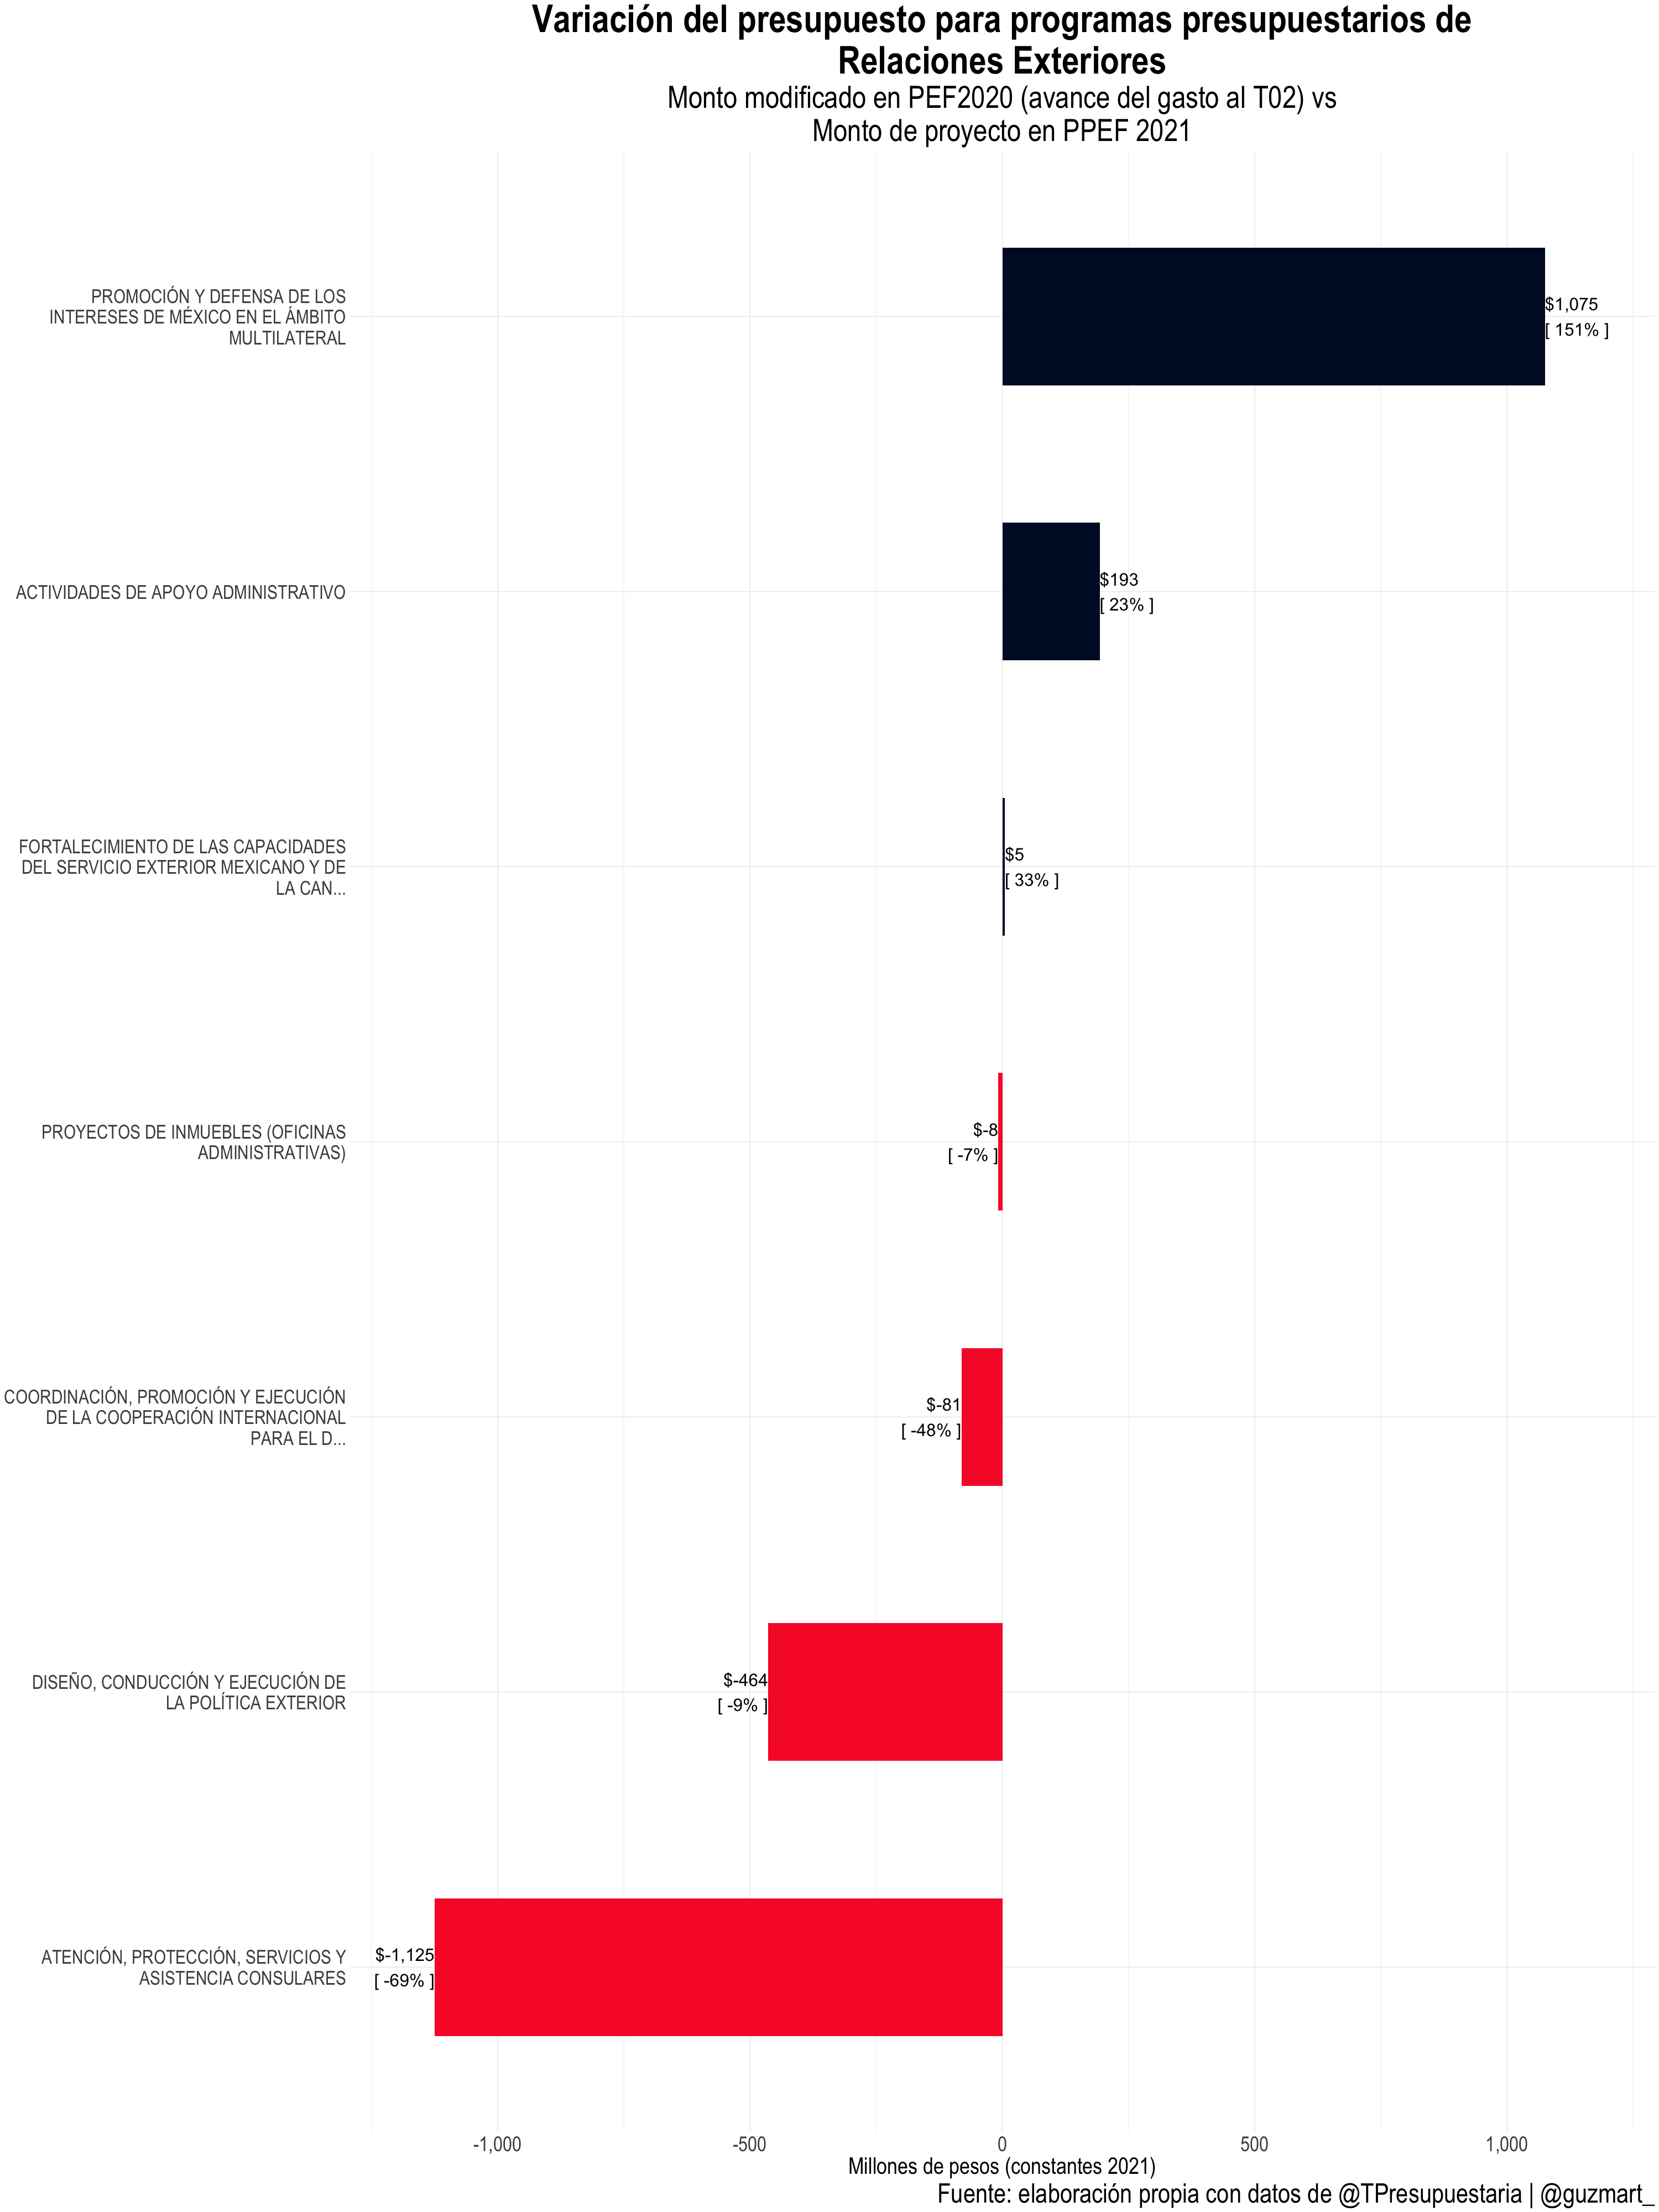 Variación del presupuesto para programas presupuestarios de
Relaciones Exteriores
Monto modificado en PEF2020 (avance del gasto al T02) vs
Monto de proyecto en PPEF 2021
PROMOCIÓN Y DEFENSA DE LOS
INTERESES DE MÉXICO EN EL ÁMBITO
MULTILATERAL
$1,075
[ 151% ]
ACTIVIDADES DE APOYO ADMINISTRATIVO
$193
[ 23% ]
FORTALECIMIENTO DE LAS CAPACIDADES
DEL SERVICIO EXTERIOR MEXICANO Y DE
LA CAN...
$5
[ 33% ]
PROYECTOS DE INMUEBLES (OFICINAS
ADMINISTRATIVAS)
$-8
[ -7% ]
COORDINACIÓN, PROMOCIÓN Y EJECUCIÓN
DE LA COOPERACIÓN INTERNACIONAL
PARA EL D...
$-81
[ -48% ]
DISEÑO, CONDUCCIÓN Y EJECUCIÓN DE
LA POLÍTICA EXTERIOR
$-464
[ -9% ]
ATENCIÓN, PROTECCIÓN, SERVICIOS Y
ASISTENCIA CONSULARES
$-1,125
[ -69% ]
-1,000 -500 0 500 1,000
Millones de pesos (constantes 2021)
Fuente: elaboración propia con datos de @TPresupuestaria | @guzmart_